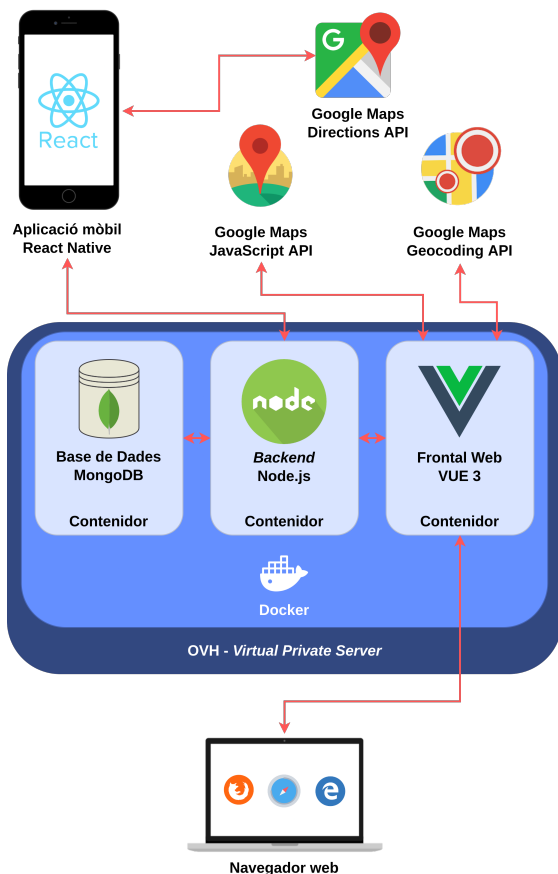 React
Google Maps
Directions API
Aplicació mòbil
React Native
Google Maps
JavaScript API
Google Maps
Geocoding API
Base de Dades
MongoDB
Contenidor
node
Backend
Node.js
Contenidor
Frontal Web
VUE 3
Contenidor
Docker
OVH - Virtual Private Server
Navegador web